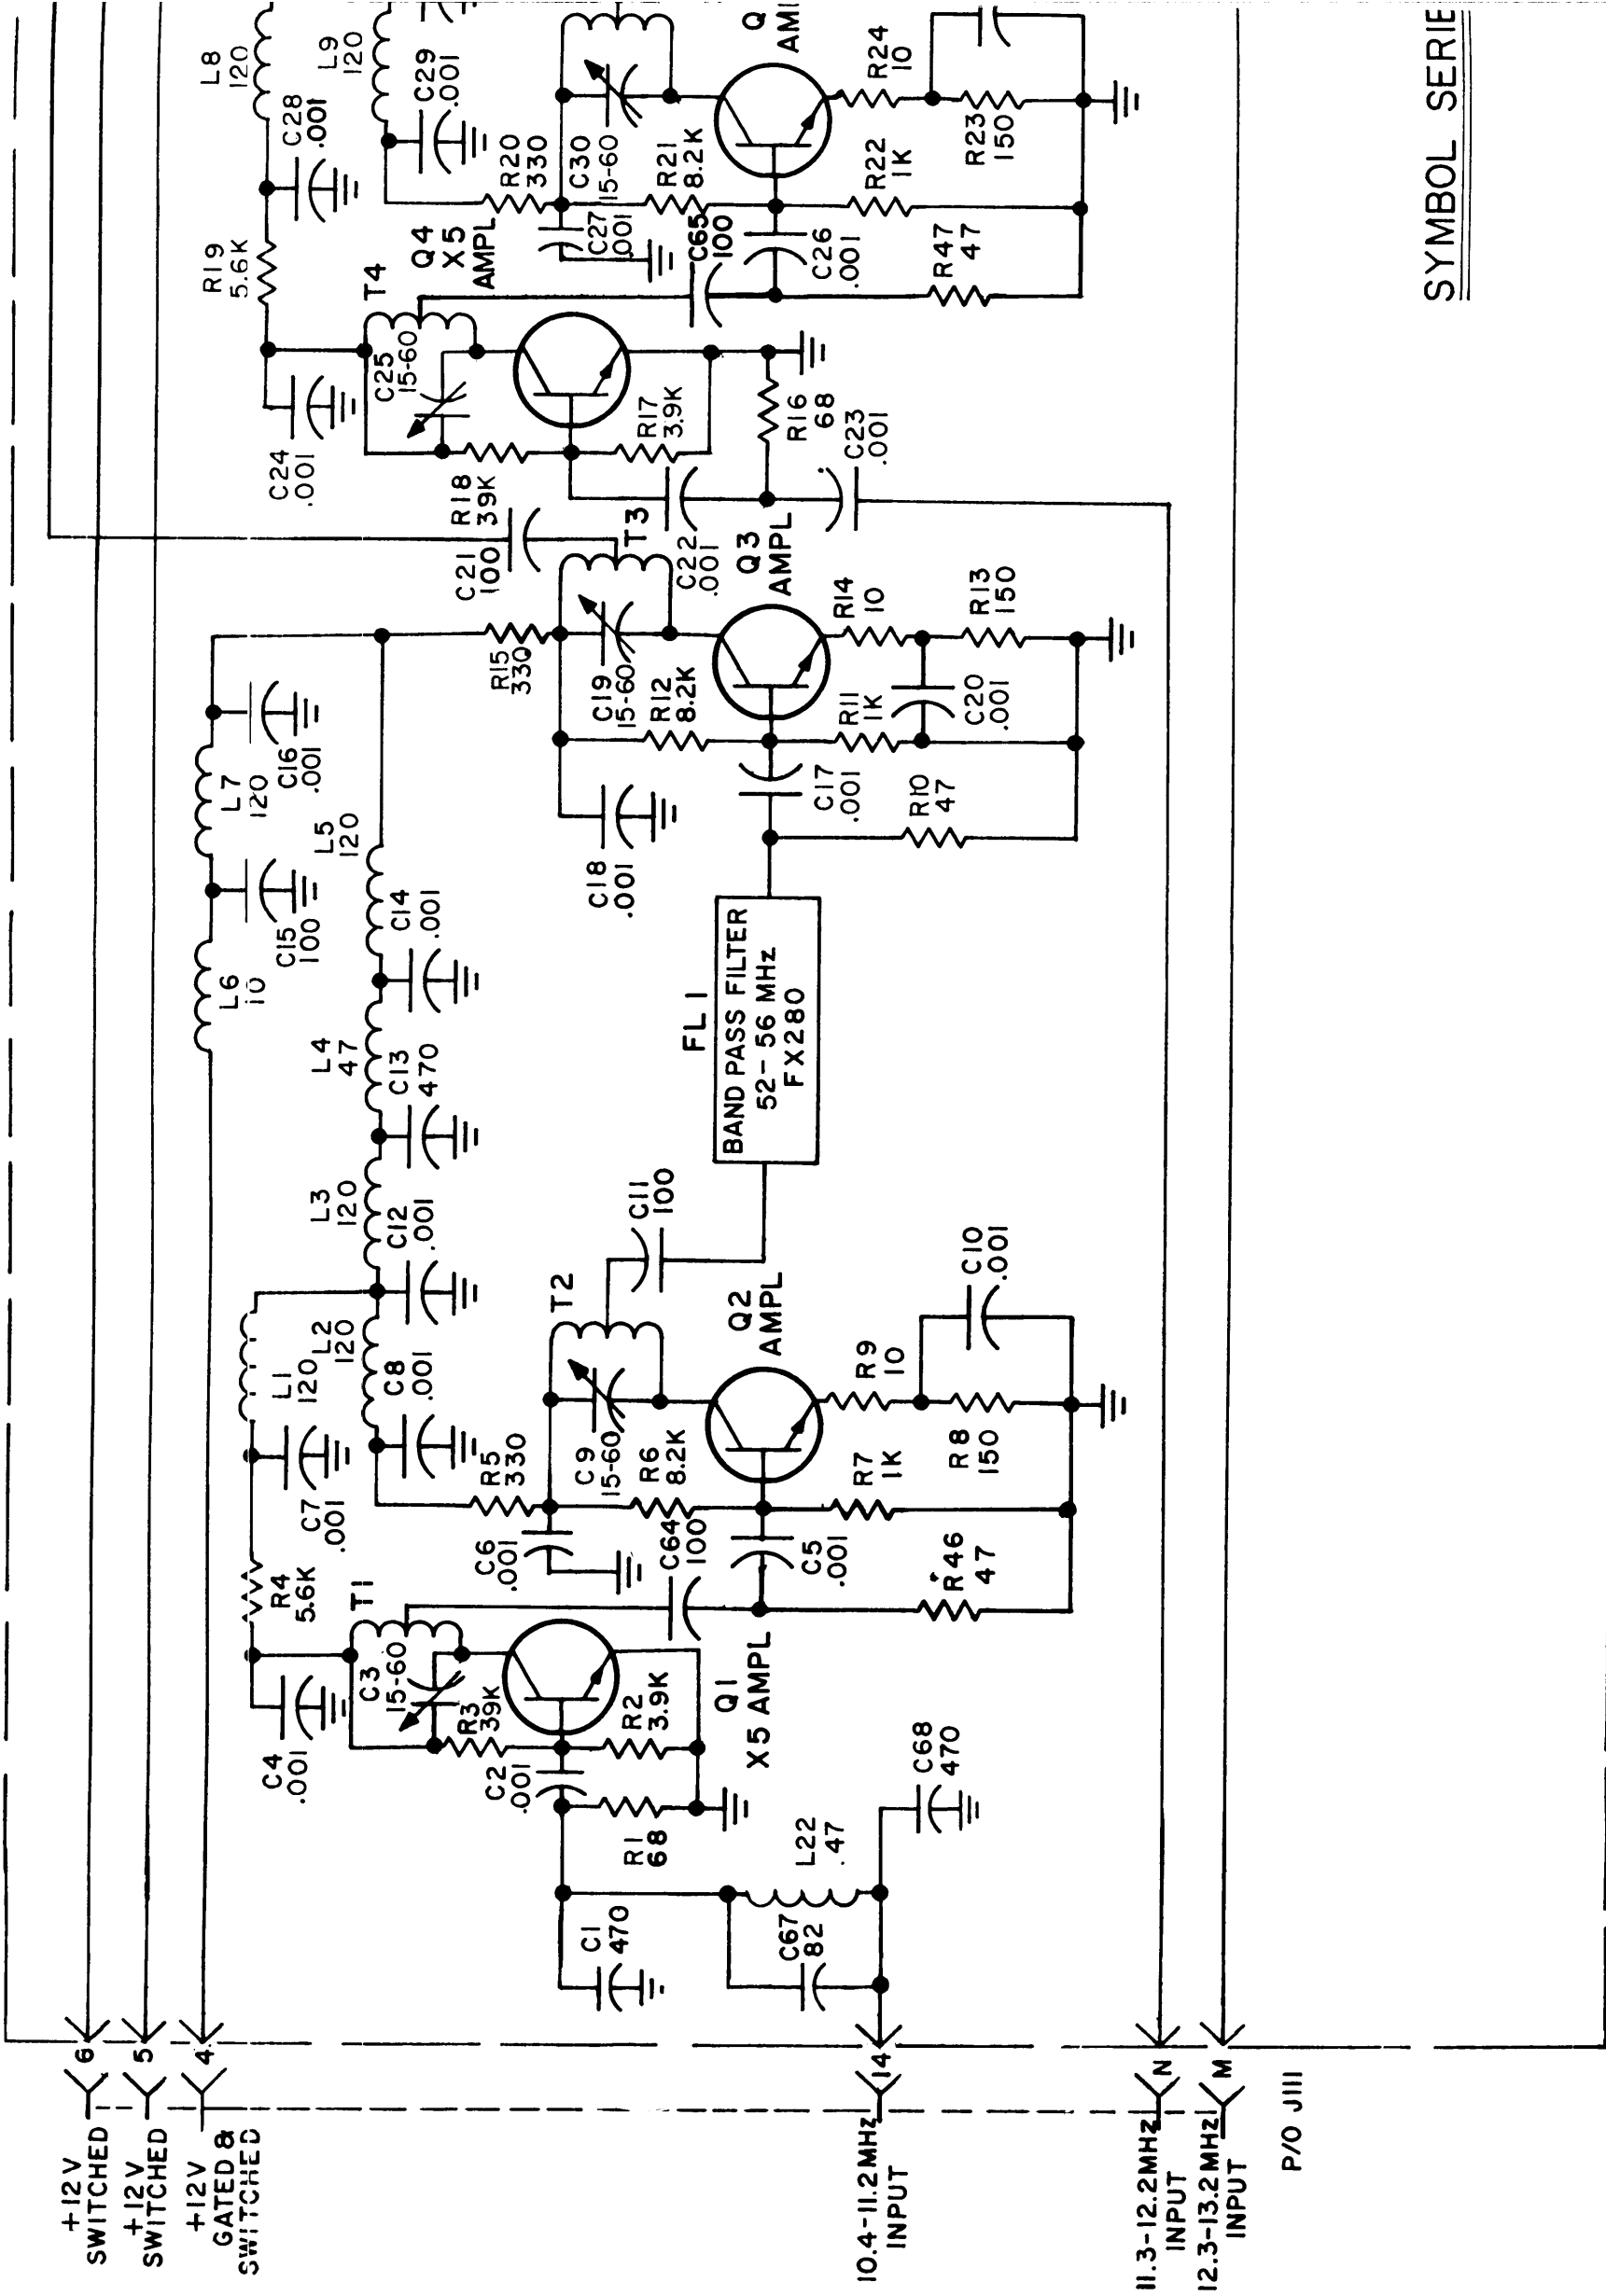 +12V
SWITCHED
6
+12V
SWITCHED
5
+12V
GATED &
SWITCHED
4
10.4-11.2MHZ
INPUT
14
11.3-12.2MHZ
INPUT
N
12.3-13.2MHZ
INPUT
M
P/O J111
C1
470
C67
82
L22
.47
C68
470
R1
68
C2
.001
R2
3.9K
R3
39K
C3
15-60
C4
.001
T1
Q1
X5 AMPL
R4
5.6K
C7
.001
L1
120
L2
120
C8
.001
R5
330
C6
.001
C64
100
C5
.001
R46
47
R6
8.2K
R7
1K
C9
15-60
T2
Q2
AMPL
R8
150
R9
10
C10
.001
C11
100
L3
120
C12
.001
L4
47
C13
470
L5
120
C14
.001
L6
10
C15
100
L7
120
C16
.001
FL1
BAND PASS FILTER
52-56 MHz
FX280
C18
.001
C17
.001
R10
47
R15
330
C19
15-60
R12
8.2K
R11
1K
C20
.001
R14
10
R13
150
Q3
AMPL
T3
C21
100
C22
.001
R18
39K
C24
.001
C25
15-60
R17
3.9K
R16
68
C23
.001
T4
Q4
X5
AMPL
R19
5.6K
C28
.001
L8
120
L9
120
C29
.001
R20
330
C27
.001
C30
15-60
R21
8.2K
C65
100
C26
.001
R47
47
R22
1K
R23
150
R24
10
Q
SYMBOL SERIE